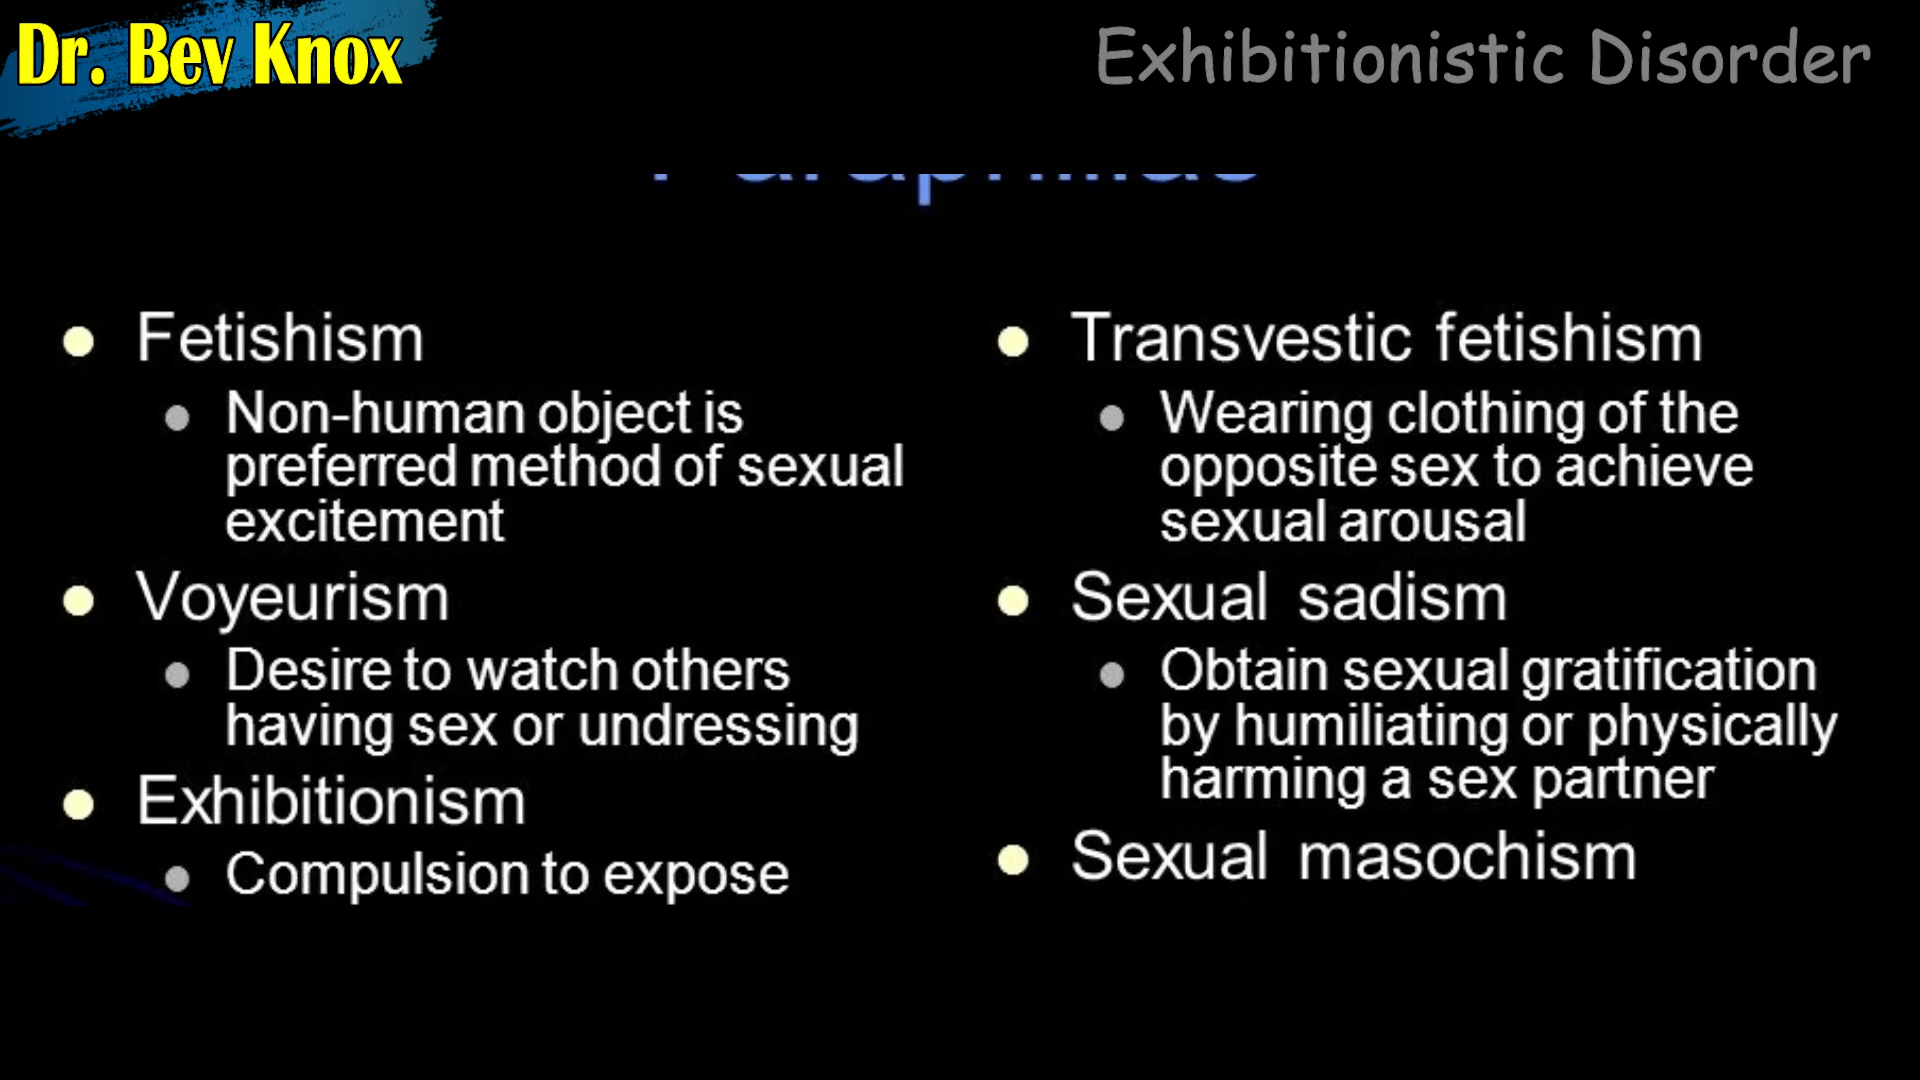 Dr. Bev Knox
Exhibitionistic Disorder
Fetishism
Non-human object is
preferred method of sexual
excitement
Voyeurism
Desire to watch others
having sex or undressing
Exhibitionism
Compulsion to expose
Transvestic fetishism
Wearing clothing of the
opposite sex to achieve
sexual arousal
Sexual sadism
Obtain sexual gratification
by humiliating or physically
harming a sex partner
Sexual masochism